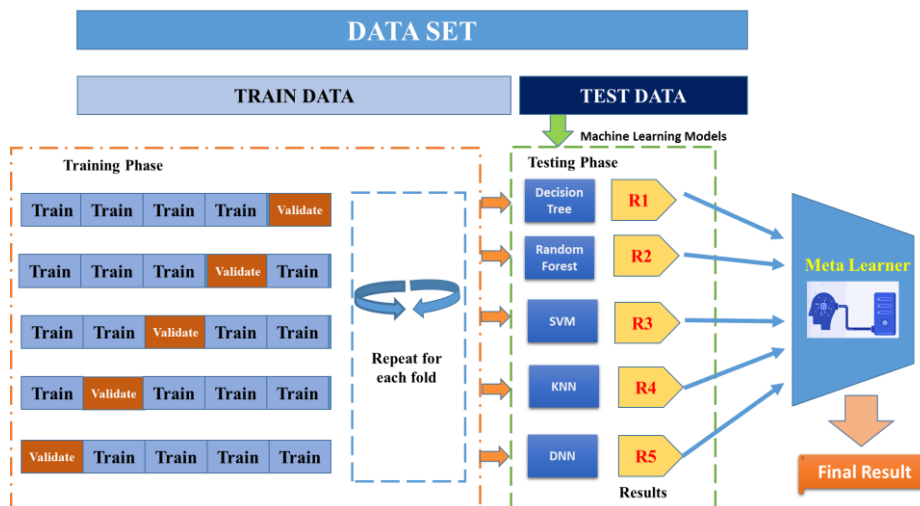 DATA SET
TRAIN DATA
TEST DATA
Machine Learning Models
Training Phase
Testing Phase
Train Train Train Train Validate
Train Train Train Validate Train
Train Train Validate Train Train
Train Validate Train Train Train
Validate Train Train Train Train
Repeat for
each fold
Decision
Tree
R1
Random
Forest
R2
SVM
R3
KNN
R4
DNN
R5
Results
Meta Learner
Final Result